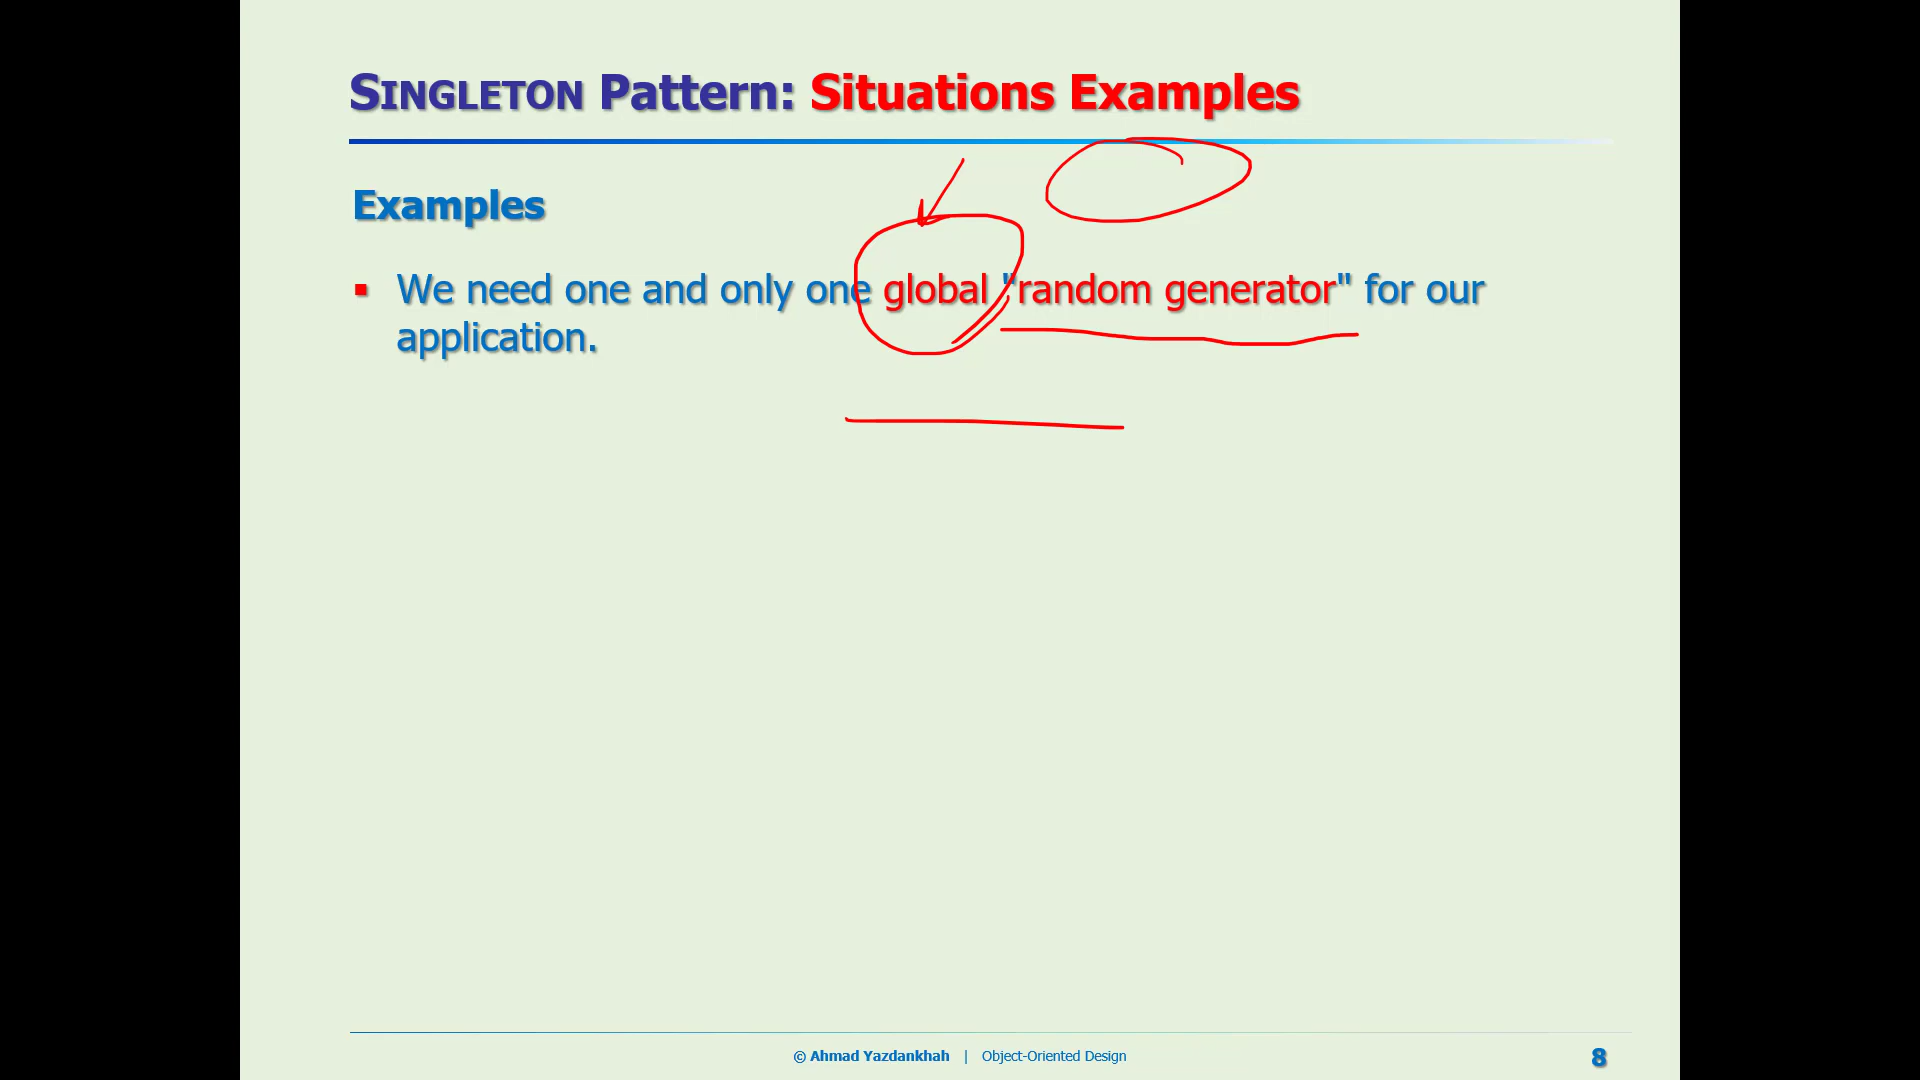 SINGLETON Pattern: Situations Examples
Examples
▪ We need one and only one global "random generator" for our
application.
© Ahmad Yazdankhah | Object-Oriented Design
8